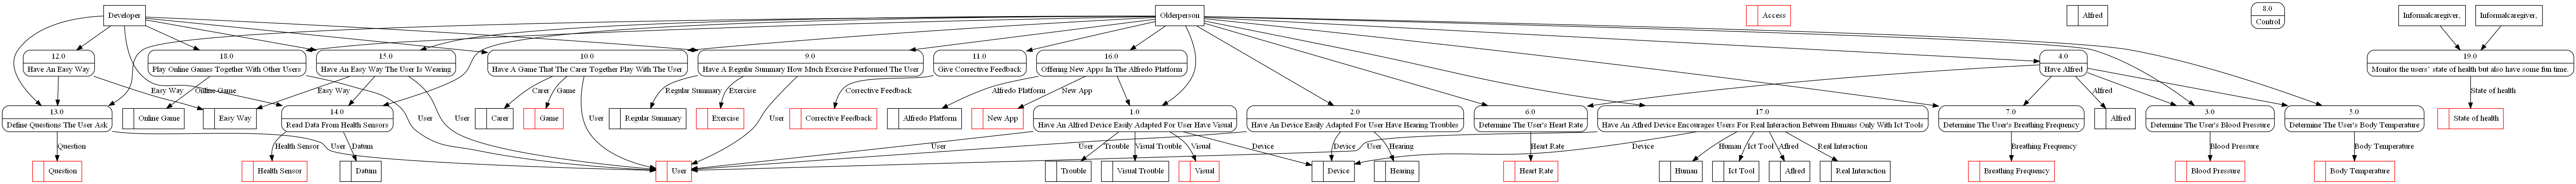 Developer
Olderperson
Access
Alfred
8.0
Control
Informalcaregiver,
Informalcaregiver,
12.0
Have An Easy Way
18.0
Play Online Games Together With Other Users
15.0
Have An Easy Way The User Is Wearing
10.0
Have A Game That The Carer Together Play With The User
9.0
Have A Regular Summary How Much Exercise Performed The User
11.0
Give Corrective Feedback
16.0
Offering New Apps In The Alfredo Platform
4.0
Have Alfred
19.0
Monitor the users' state of health but also have some fun time.
Easy Way
Online Game
Easy Way
Carer
Game
Regular Summary
Exercise
Corrective Feedback
Alfredo Platform
New App
Alfred
State of health
13.0
Define Questions The User Ask
Online Game
Easy Way
14.0
Read Data From Health Sensors
User
User
User
User
Carer
Game
Regular Summary
Exercise
Corrective Feedback
Alfredo Platform
New App
1.0
Have An Alfred Device Easily Adapted For User Have Visual
2.0
Have An Device Easily Adapted For User Have Hearing Troubles
6.0
Determine The User's Heart Rate
17.0
Have An Aflred Device Encourages Users For Real Interaction Between Humans Only With Ict Tools
7.0
Determine The User's Breathing Frequency
Alfred
3.0
Determine The User's Blood Pressure
5.0
Determine The User's Body Temperature
State of health
Question
Health Sensor
Datum
User
User
Trouble
Visual Trouble
Visual
Device
User
Device
Hearing
Heart Rate
User
Device
Human
Ict Tool
Aflred
Real Interaction
Breathing Frequency
Blood Pressure
Body Temperature
Question
Health Sensor
Datum
User
Trouble
Visual Trouble
Visual
Device
Hearing
Heart Rate
Human
Ict Tool
Aflred
Real Interaction
Breathing Frequency
Blood Pressure
Body Temperature